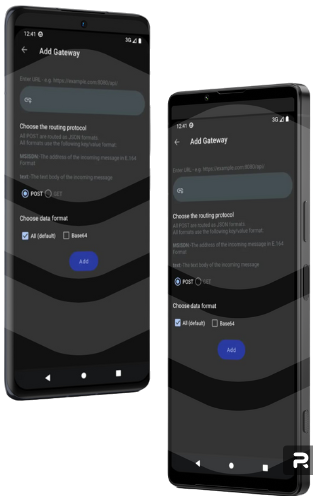 12:41
3G
Add Gateway
Enter URL - e.g. https://example.com:8080/api
Choose the routing protocol
All POST are routed as JSON formats
All formats use the following key/value format
MSISDN: The address of the incoming message in E.164
format
text: The text body of the incoming message
POST GET
Choose data format
All (default) Base64
Add
12:41
3G
Add Gateway
Enter URL - e.g. https://example.com:8080/api
Choose the routing protocol
All POST are routed as JSON formats
All formats use the following key/value format
MSISDN: The address of the incoming message in E.164
format
text: The text body of the incoming message
POST GET
Choose data format
All (default) Base64
Add